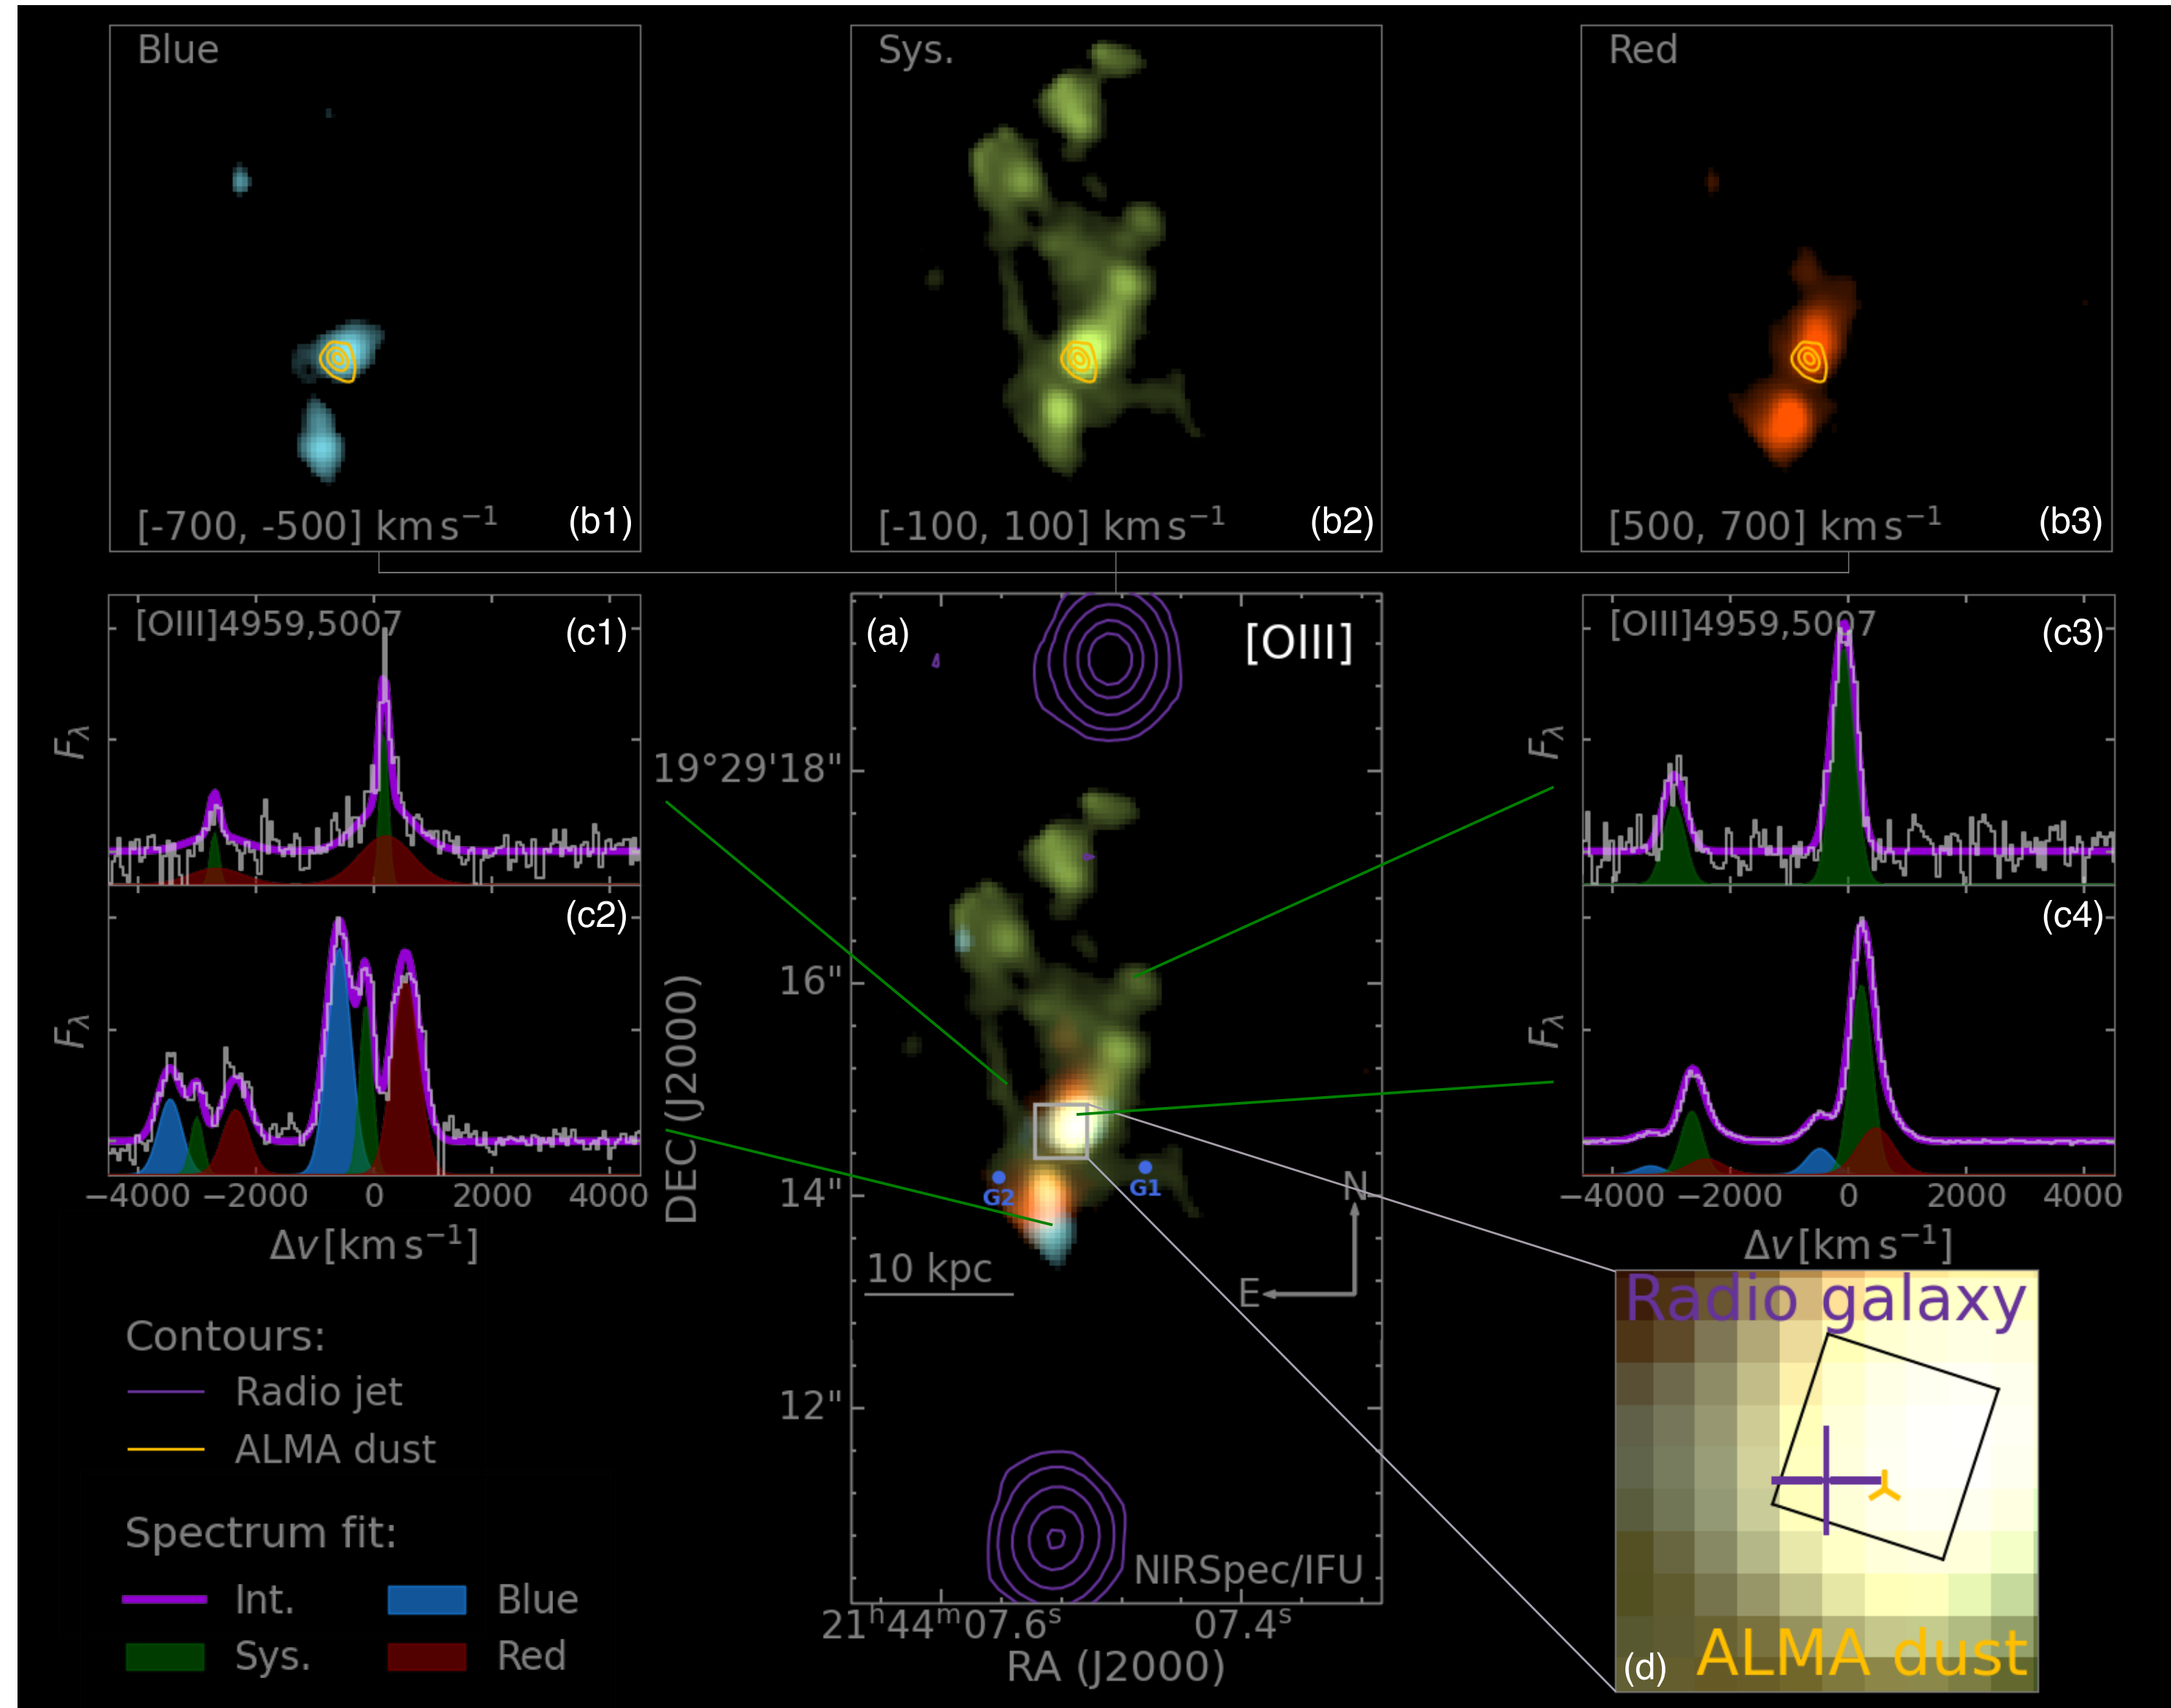 Blue
[-700, -500] km s⁻¹
(b1)
Sys.
[-100, 100] km s⁻¹
(b2)
Red
[500, 700] km s⁻¹
(b3)
[OIII]4959,5007
(c1)
Fλ
(c2)
Fλ
−4000 −2000 0 2000 4000
Δv [km s⁻¹]
(a)
[OIII]
19°29'18"
16"
14"
12"
DEC (J2000)
G2
G1
N
E
10 kpc
NIRSpec/IFU
21ʰ44ᵐ07.6ˢ
07.4ˢ
RA (J2000)
[OIII]4959,5007
(c3)
Fλ
(c4)
Fλ
−4000 −2000 0 2000 4000
Δv [km s⁻¹]
Contours:
Radio jet
ALMA dust
Spectrum fit:
Int.
Blue
Sys.
Red
Radio galaxy
(d)
ALMA dust